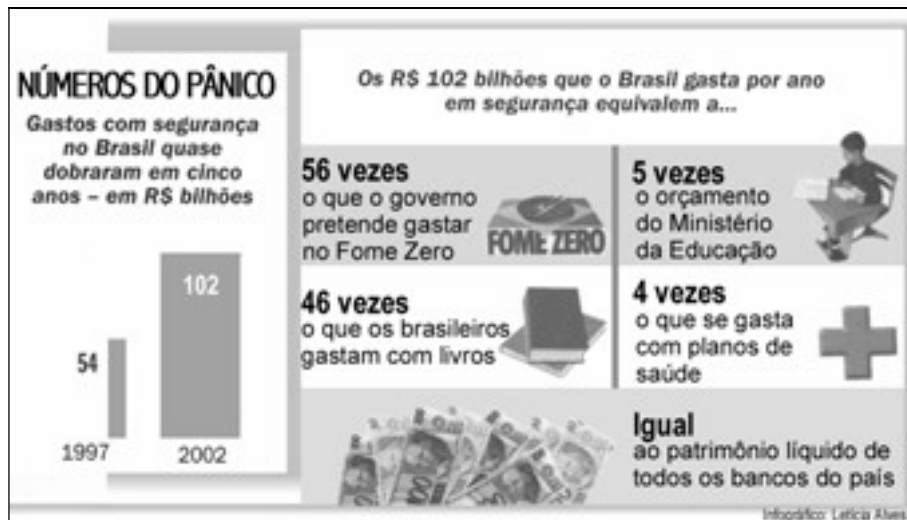 NÚMEROS DO PÂNICO
Gastos com segurança
no Brasil quase
dobraram em cinco
anos – em R$ bilhões
54
102
1997
2002
Os R$ 102 bilhões que o Brasil gasta por ano
em segurança equivalem a...
56 vezes
o que o governo
pretende gastar
no Fome Zero
FOME ZERO
5 vezes
o orçamento
do Ministério
da Educação
46 vezes
o que os brasileiros
gastam com livros
4 vezes
o que se gasta
com planos de
saúde
Igual
ao patrimônio líquido de
todos os bancos do país
Infográfico: Letícia Alves